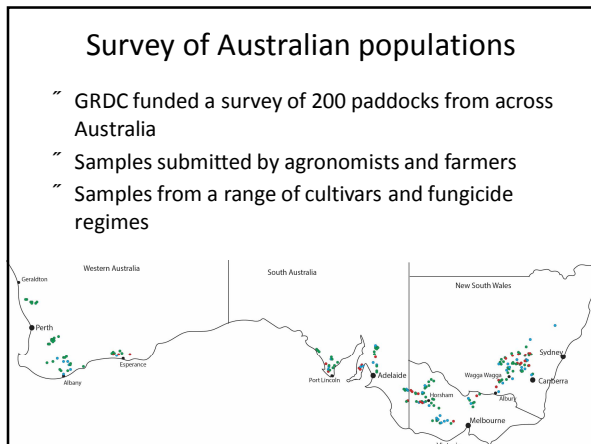 Survey of Australian populations
˝ GRDC funded a survey of 200 paddocks from across
Australia
˝ Samples submitted by agronomists and farmers
˝ Samples from a range of cultivars and fungicide
regimes
Western Australia
South Australia
New South Wales
Geraldton
Perth
Esperance
Albany
Port Lincoln
Adelaide
Horsham
Melbourne
Wagga Wagga
Albury
Sydney
Canberra